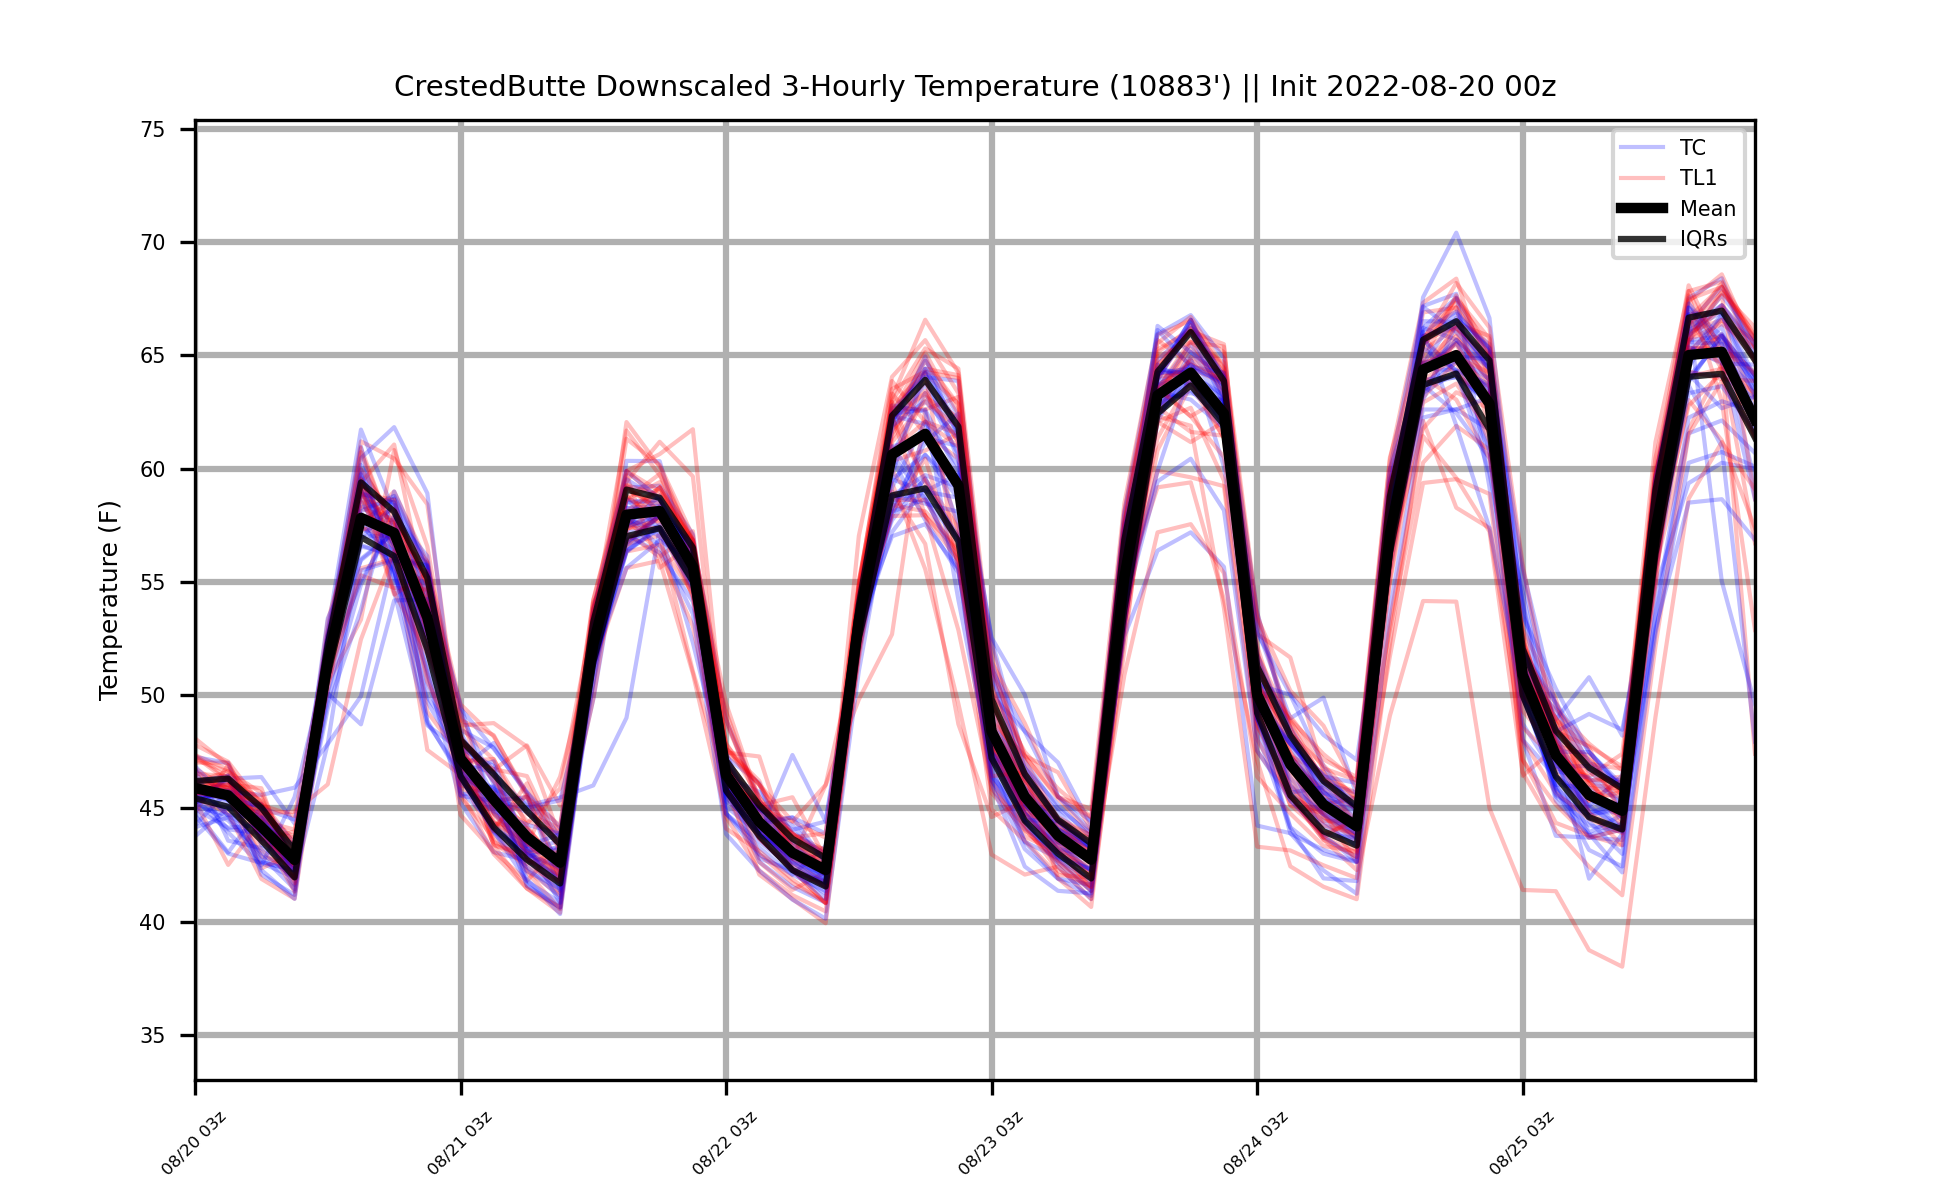 CrestedButte Downscaled 3-Hourly Temperature (10883') || Init 2022-08-20 00z
Temperature (F)
75
70
65
60
55
50
45
40
35
TC
TL1
Mean
IQRs
08/20 03z
08/21 03z
08/22 03z
08/23 03z
08/24 03z
08/25 03z